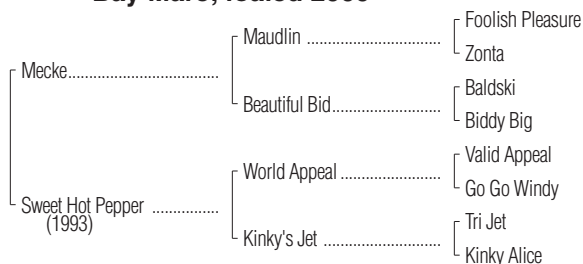 Bay Mare; foaled
Foolish Pleasure
Maudlin ........................................
Zonta
Mecke.............................................
Baldski
Beautiful Bid................................
Biddy Big
Valid Appeal
World Appeal .............................
Go Go Windy
Sweet Hot Pepper ....................
(1993)
Tri Jet
Kinky's Jet ..................................
Kinky Alice